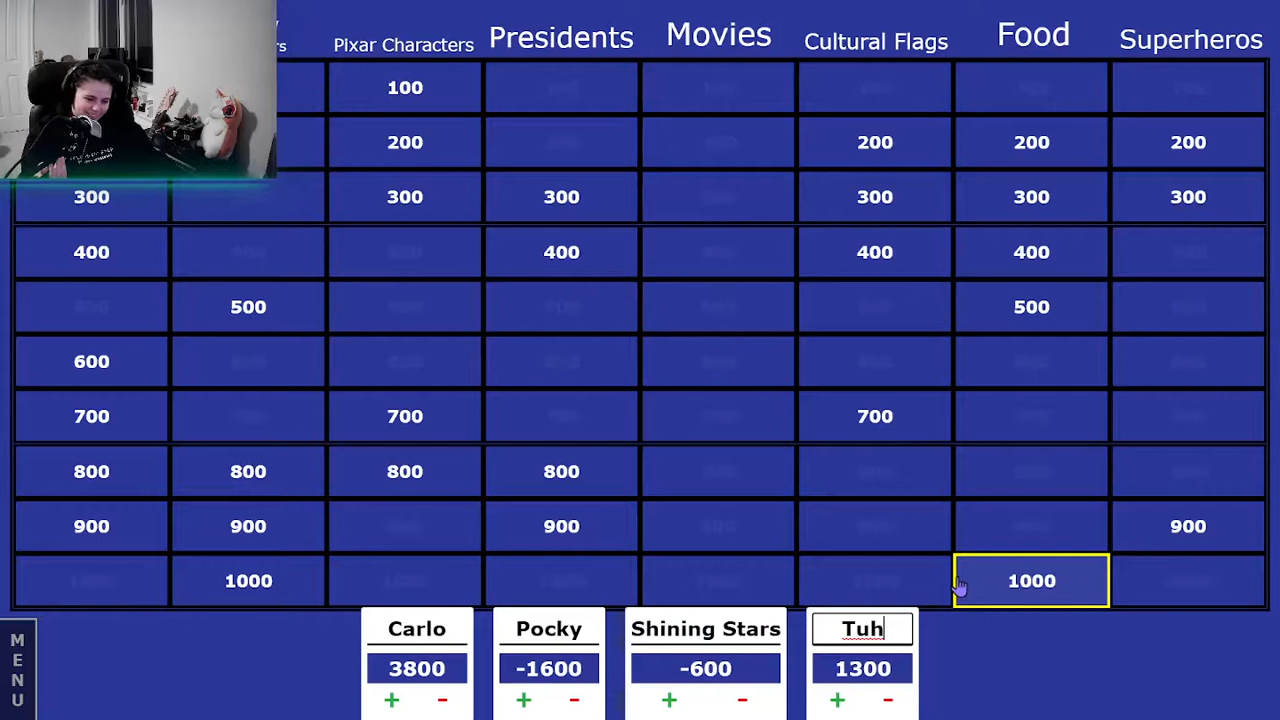 Pixar Characters Presidents Movies Cultural Flags Food Superheros
100
200 200 200 200
300 300 300 300 300 300
400 400 400 400
500 500
600
700 700 700
800 800 800 800
900 900 900 900
1000 1000
Carlo Pocky Shining Stars Tuh
3800 -1600 -600 1300
+ - + - + - + -
MENU